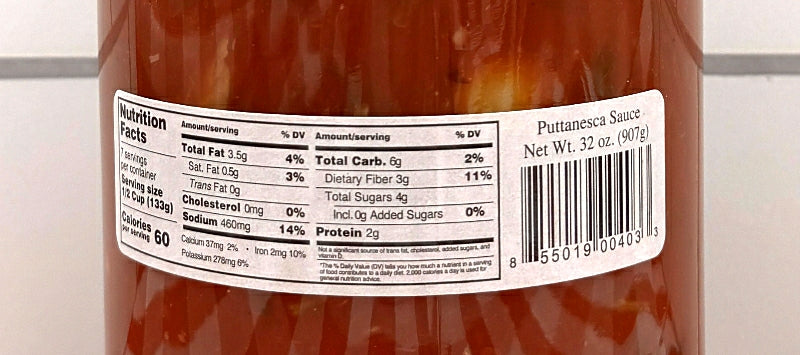 Nutrition
Facts
7 servings
per container
Serving size
1/2 Cup (133g)
Calories
per serving 60
Amount/serving % DV
Total Fat 3.5g 4%
Sat. Fat 0.5g 3%
Trans Fat 0g
Cholesterol 0mg 0%
Sodium 460mg 14%
Calcium 37mg 2% • Iron 2mg 10%
Potassium 278mg 6%
Amount/serving % DV
Total Carb. 6g 2%
Dietary Fiber 3g 11%
Total Sugars 4g
Incl. 0g Added Sugars 0%
Protein 2g
Not a significant source of trans fat, cholesterol, added sugars, and
vitamin D.
*The % Daily Value (DV) tells you how much a nutrient in a serving
of food contributes to a daily diet. 2,000 calories a day is used for
general nutrition advice.
Puttanesca Sauce
Net Wt. 32 oz. (907g)
8 55019 00403 3